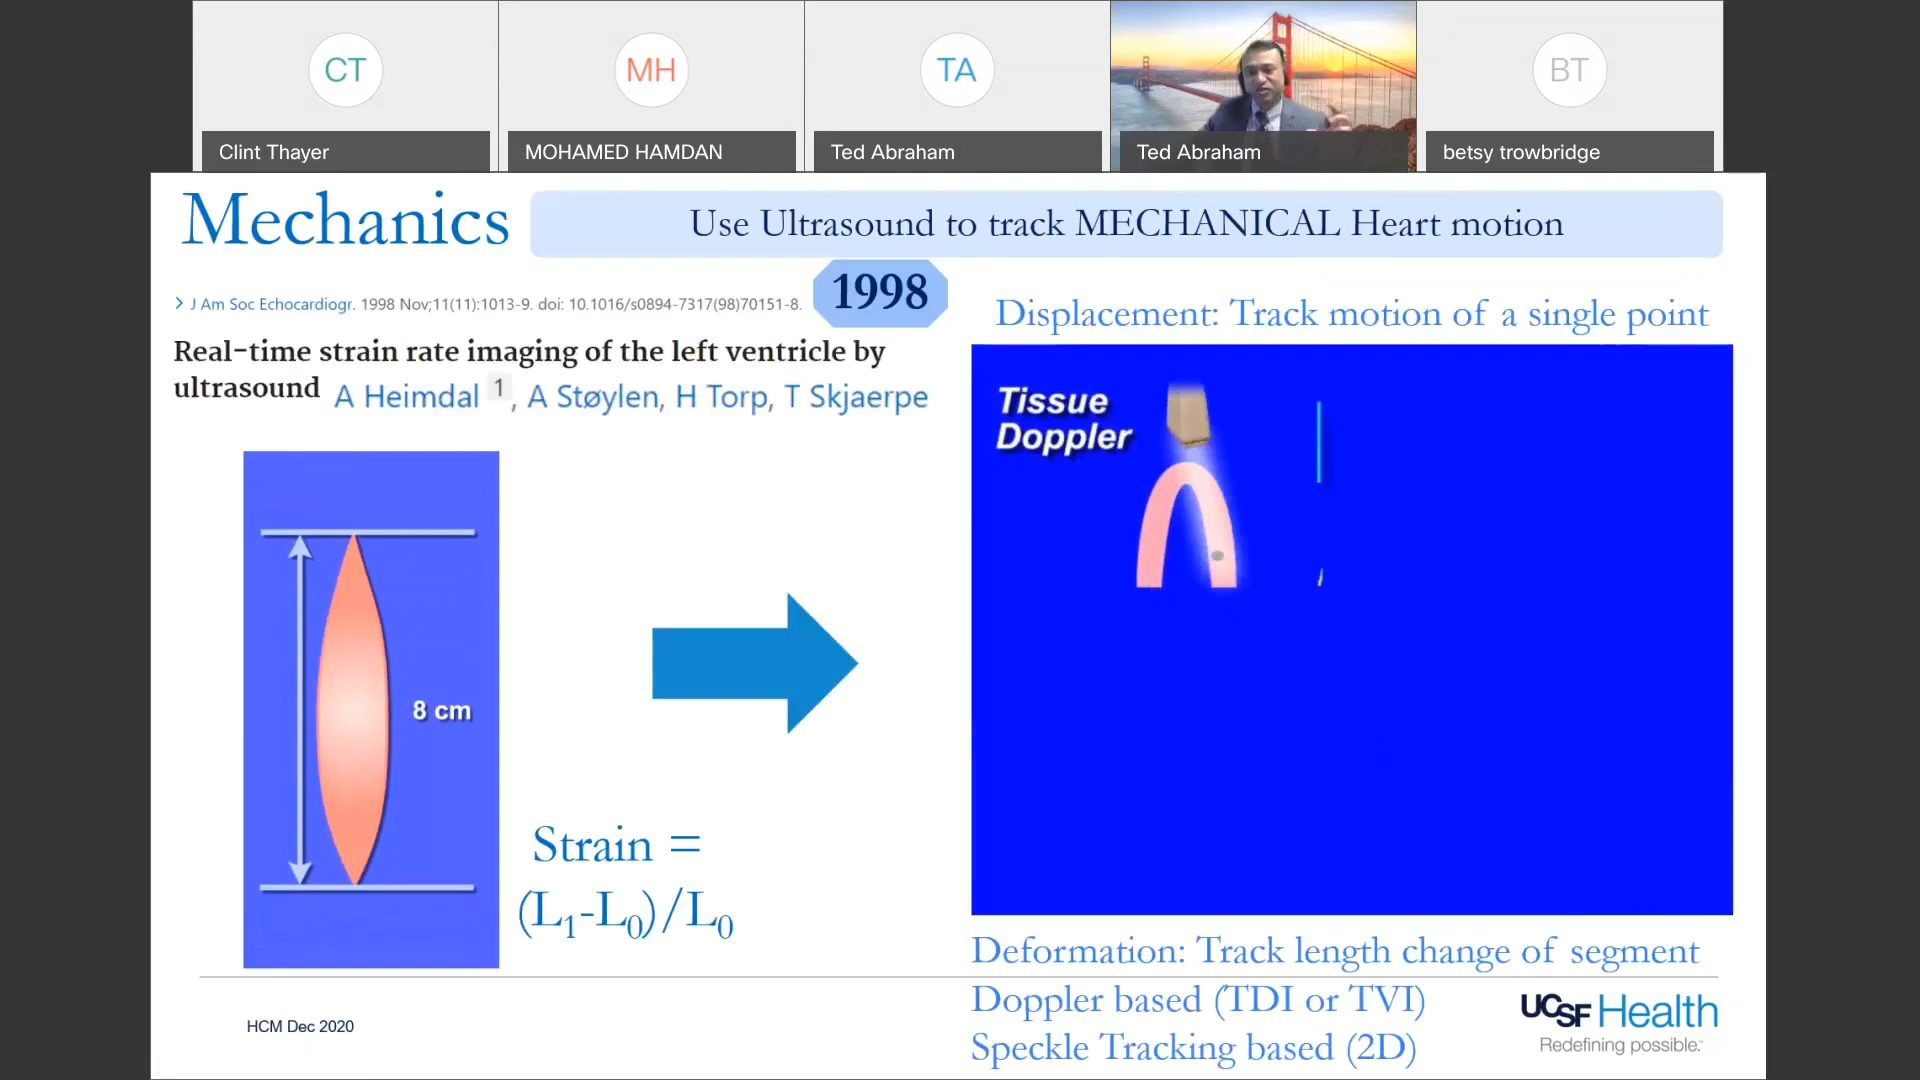 CT
MH
TA
BT
Clint Thayer
MOHAMED HAMDAN
Ted Abraham
Ted Abraham
betsy trowbridge
Mechanics
Use Ultrasound to track MECHANICAL Heart motion
> J Am Soc Echocardiogr. 1998 Nov;11(11):1013-9. doi: 10.1016/s0894-7317(98)70151-8.
1998
Real-time strain rate imaging of the left ventricle by
ultrasound A Heimdal 1, A Støylen, H Torp, T Skjaerpe
Displacement: Track motion of a single point
Tissue
Doppler
8 cm
Strain =
(L1-L0)/L0
Deformation: Track length change of segment
Doppler based (TDI or TVI)
Speckle Tracking based (2D)
HCM Dec 2020
UCSF Health
Redefining possible.™